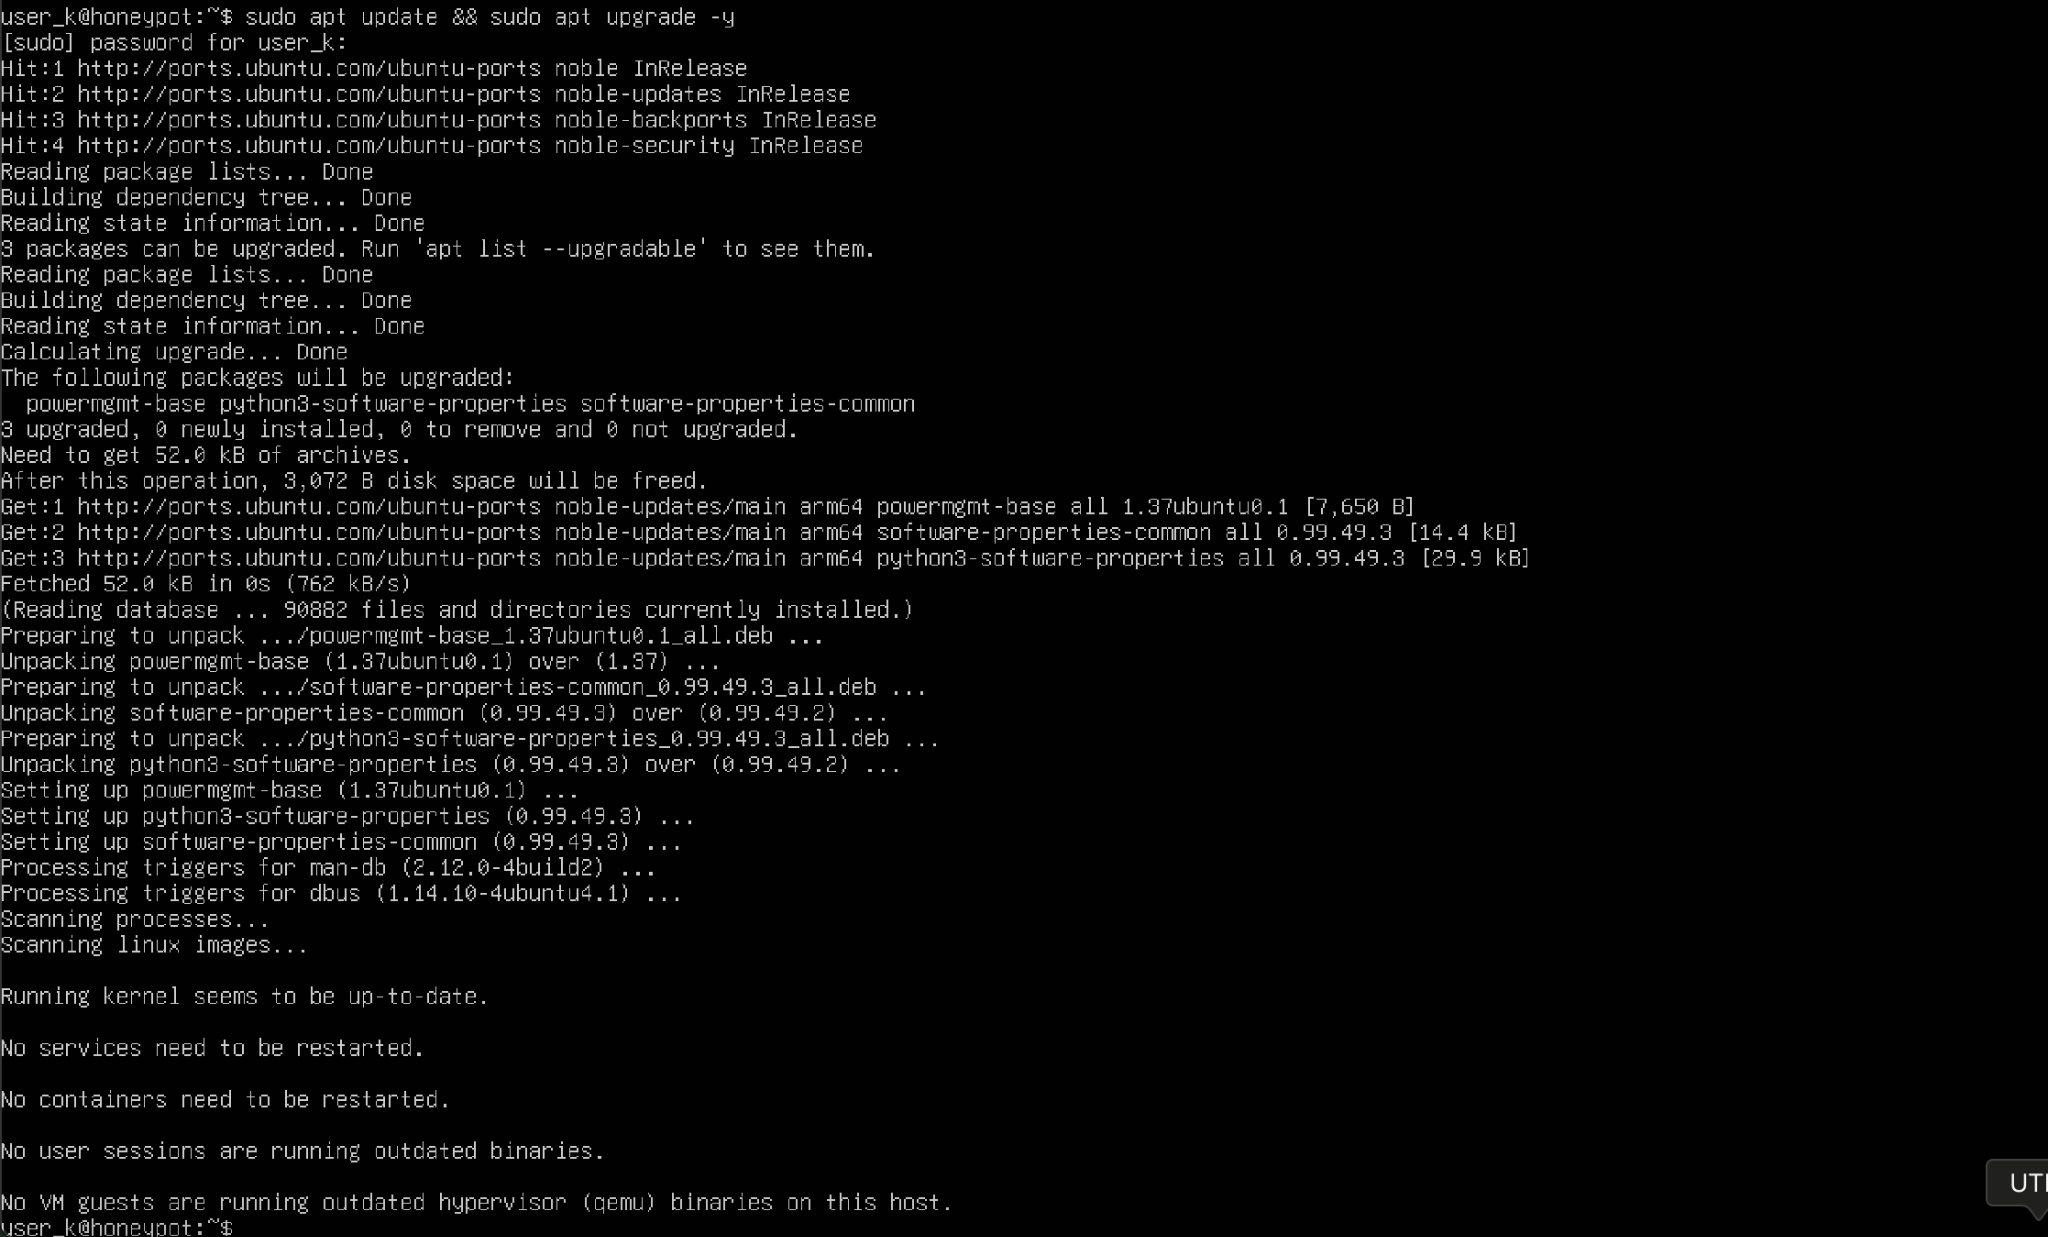 user_k@honeypot:~$ sudo apt update && sudo apt upgrade -y
[sudo] password for user_k:
Hit:1 http://ports.ubuntu.com/ubuntu-ports noble InRelease
Hit:2 http://ports.ubuntu.com/ubuntu-ports noble-updates InRelease
Hit:3 http://ports.ubuntu.com/ubuntu-ports noble-backports InRelease
Hit:4 http://ports.ubuntu.com/ubuntu-ports noble-security InRelease
Reading package lists... Done
Building dependency tree... Done
Reading state information... Done
3 packages can be upgraded. Run 'apt list --upgradable' to see them.
Reading package lists... Done
Building dependency tree... Done
Reading state information... Done
Calculating upgrade... Done
The following packages will be upgraded:
  powermgmt-base python3-software-properties software-properties-common
3 upgraded, 0 newly installed, 0 to remove and 0 not upgraded.
Need to get 52.0 kB of archives.
After this operation, 3,072 B disk space will be freed.
Get:1 http://ports.ubuntu.com/ubuntu-ports noble-updates/main arm64 powermgmt-base all 1.37ubuntu0.1 [7,650 B]
Get:2 http://ports.ubuntu.com/ubuntu-ports noble-updates/main arm64 software-properties-common all 0.99.49.3 [14.4 kB]
Get:3 http://ports.ubuntu.com/ubuntu-ports noble-updates/main arm64 python3-software-properties all 0.99.49.3 [29.9 kB]
Fetched 52.0 kB in 0s (762 kB/s)
(Reading database ... 90882 files and directories currently installed.)
Preparing to unpack .../powermgmt-base_1.37ubuntu0.1_all.deb ...
Unpacking powermgmt-base (1.37ubuntu0.1) over (1.37) ...
Preparing to unpack .../software-properties-common_0.99.49.3_all.deb ...
Unpacking software-properties-common (0.99.49.3) over (0.99.49.2) ...
Preparing to unpack .../python3-software-properties_0.99.49.3_all.deb ...
Unpacking python3-software-properties (0.99.49.3) over (0.99.49.2) ...
Setting up powermgmt-base (1.37ubuntu0.1) ...
Setting up python3-software-properties (0.99.49.3) ...
Setting up software-properties-common (0.99.49.3) ...
Processing triggers for man-db (2.12.0-4build2) ...
Processing triggers for dbus (1.14.10-4ubuntu4.1) ...
Scanning processes...
Scanning linux images...
Running kernel seems to be up-to-date.
No services need to be restarted.
No containers need to be restarted.
No user sessions are running outdated binaries.
No VM guests are running outdated hypervisor (qemu) binaries on this host.
user_k@honeypot:~$